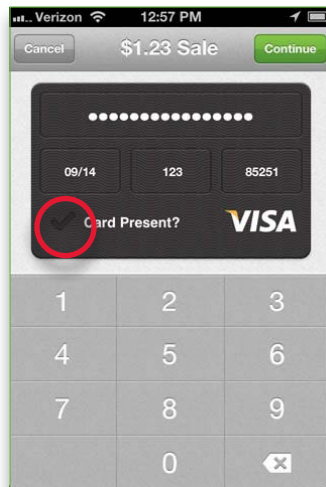 Verizon 12:57 PM
Cancel $1.23 Sale Continue
●●●●●●●●●●●●●●●●
09/14 123 85251
Card Present? VISA
1 2 3
4 5 6
7 8 9
0